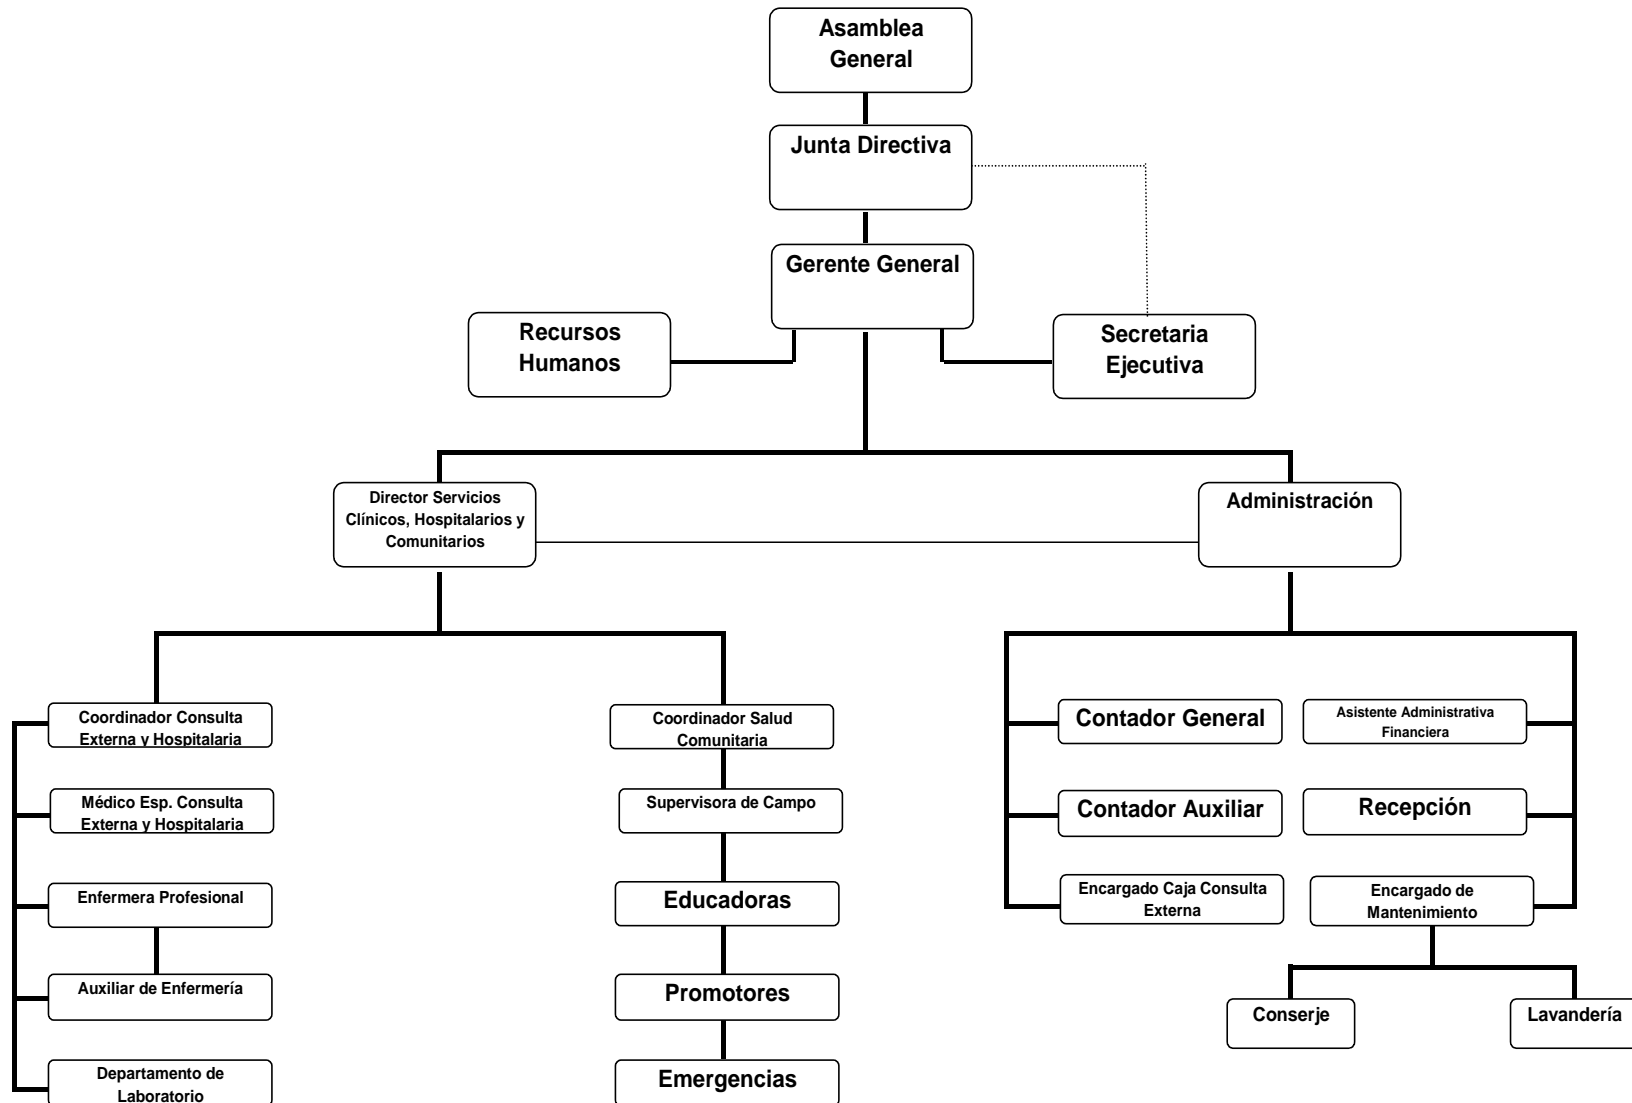 Asamblea
General
Junta Directiva
Gerente General
Recursos
Humanos
Secretaria
Ejecutiva
Director Servicios
Clínicos, Hospitalarios y
Comunitarios
Administración
Coordinador Consulta
Externa y Hospitalaria
Coordinador Salud
Comunitaria
Contador General
Asistente Administrativa
Financiera
Médico Esp. Consulta
Externa y Hospitalaria
Supervisora de Campo
Contador Auxiliar
Recepción
Enfermera Profesional
Educadoras
Encargado Caja Consulta
Externa
Encargado de
Mantenimiento
Auxiliar de Enfermería
Promotores
Conserje
Lavandería
Departamento de
Laboratorio
Emergencias